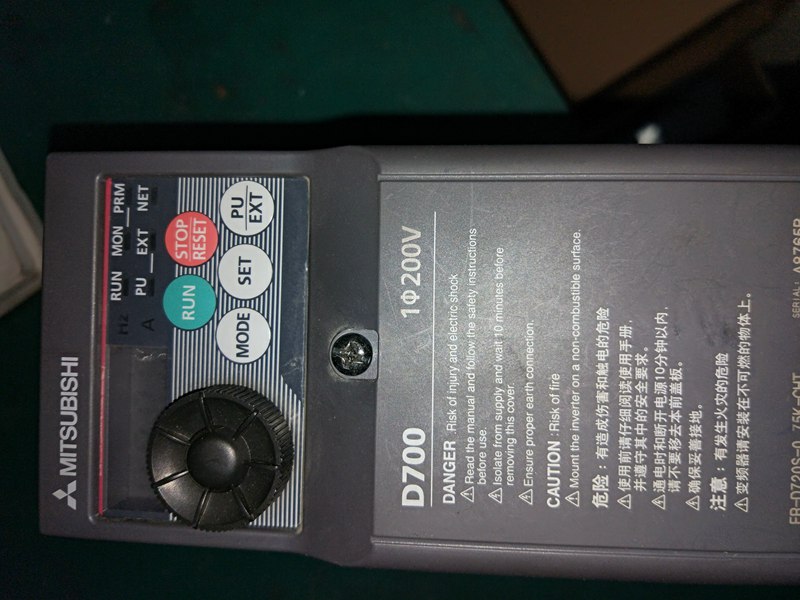 MITSUBISHI
Hz RUN MON PRM
A PU EXT NET
RUN STOP
RESET
MODE SET PU
EXT
D700 1Φ200V
DANGER : Risk of injury and electric shock
⚠ Read the manual and follow the safety instructions
before use.
⚠ Isolate from supply and wait 10 minutes before
removing this cover.
⚠ Ensure proper earth connection.
CAUTION : Risk of fire
⚠ Mount the inverter on a non-combustible surface.
危险：有造成伤害和触电的危险
⚠ 使用前请仔细阅读使用手册，
并遵守其中的安全要求。
⚠ 通电时和断开电源10分钟以内，
请不要移去本前盖板。
⚠ 确保妥善接地。
注意：有发生火灾的危险
⚠ 变频器请安装在不可燃的物体上。
FR-D720S-0.75K-CHT SERIAL: